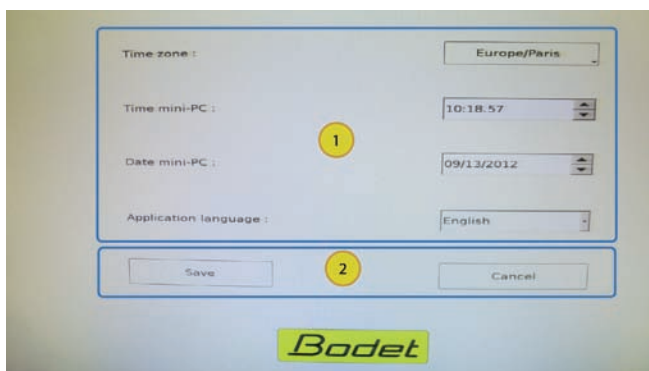 Time zone : Europe/Paris
Time mini-PC : 10:18.57
1
Date mini-PC : 09/13/2012
Application language : English
Save 2 Cancel
Bodet